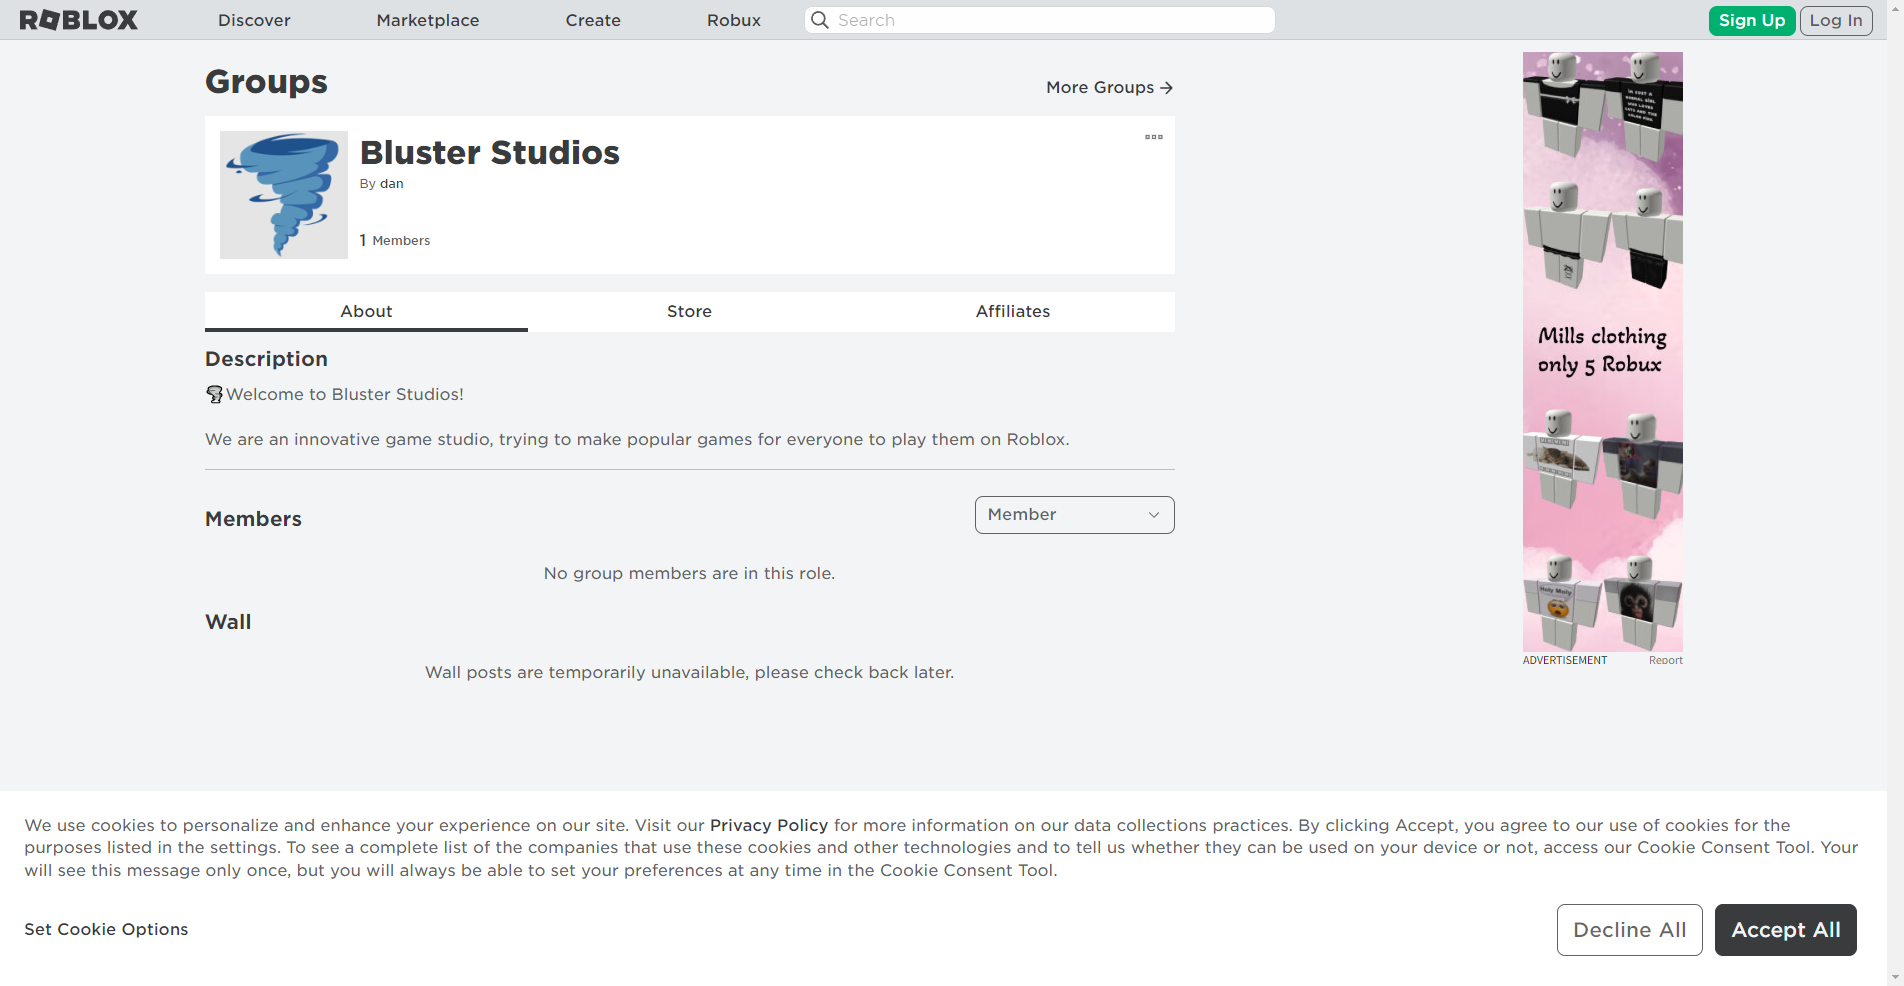 ROBLOX
Discover
Marketplace
Create
Robux
Search
Sign Up
Log In
Groups
More Groups
Bluster Studios
By dan
1 Members
About
Store
Affiliates
Description
Welcome to Bluster Studios!
We are an innovative game studio, trying to make popular games for everyone to play them on Roblox.
Members
Member
No group members are in this role.
Wall
Wall posts are temporarily unavailable, please check back later.
Mills clothing
only 5 Robux
Holy Moly
ADVERTISEMENT
Report
We use cookies to personalize and enhance your experience on our site. Visit our Privacy Policy for more information on our data collections practices. By clicking Accept, you agree to our use of cookies for the
purposes listed in the settings. To see a complete list of the companies that use these cookies and other technologies and to tell us whether they can be used on your device or not, access our Cookie Consent Tool. Your
will see this message only once, but you will always be able to set your preferences at any time in the Cookie Consent Tool.
Set Cookie Options
Decline All
Accept All